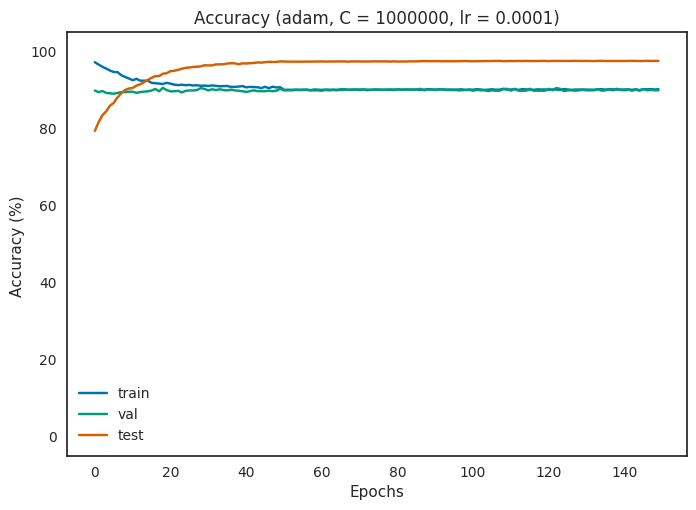 Accuracy (adam, C = 1000000, lr = 0.0001)
Accuracy (%)
100
80
60
40
20
0
train
val
test
0 20 40 60 80 100 120 140
Epochs